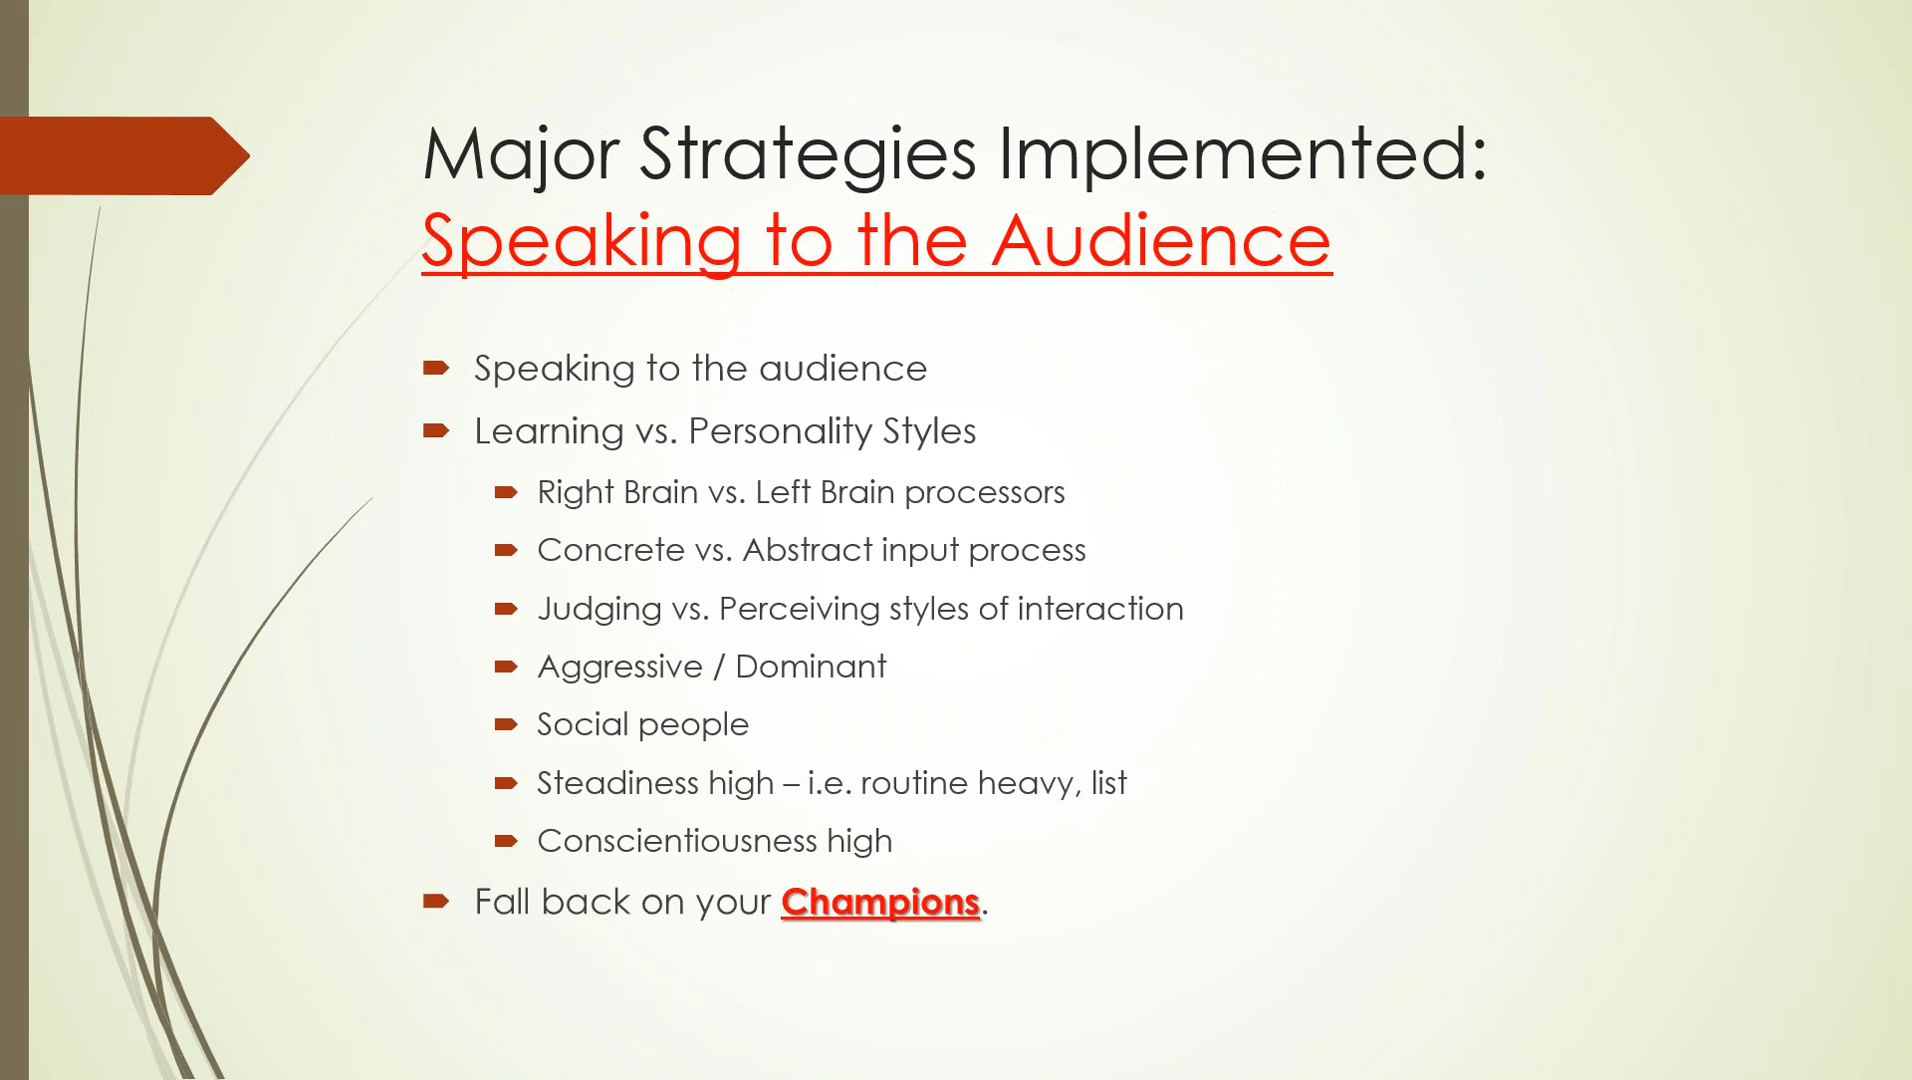 Major Strategies Implemented:
Speaking to the Audience
Speaking to the audience
Learning vs. Personality Styles
Right Brain vs. Left Brain processors
Concrete vs. Abstract input process
Judging vs. Perceiving styles of interaction
Aggressive / Dominant
Social people
Steadiness high – i.e. routine heavy, list
Conscientiousness high
Fall back on your Champions.